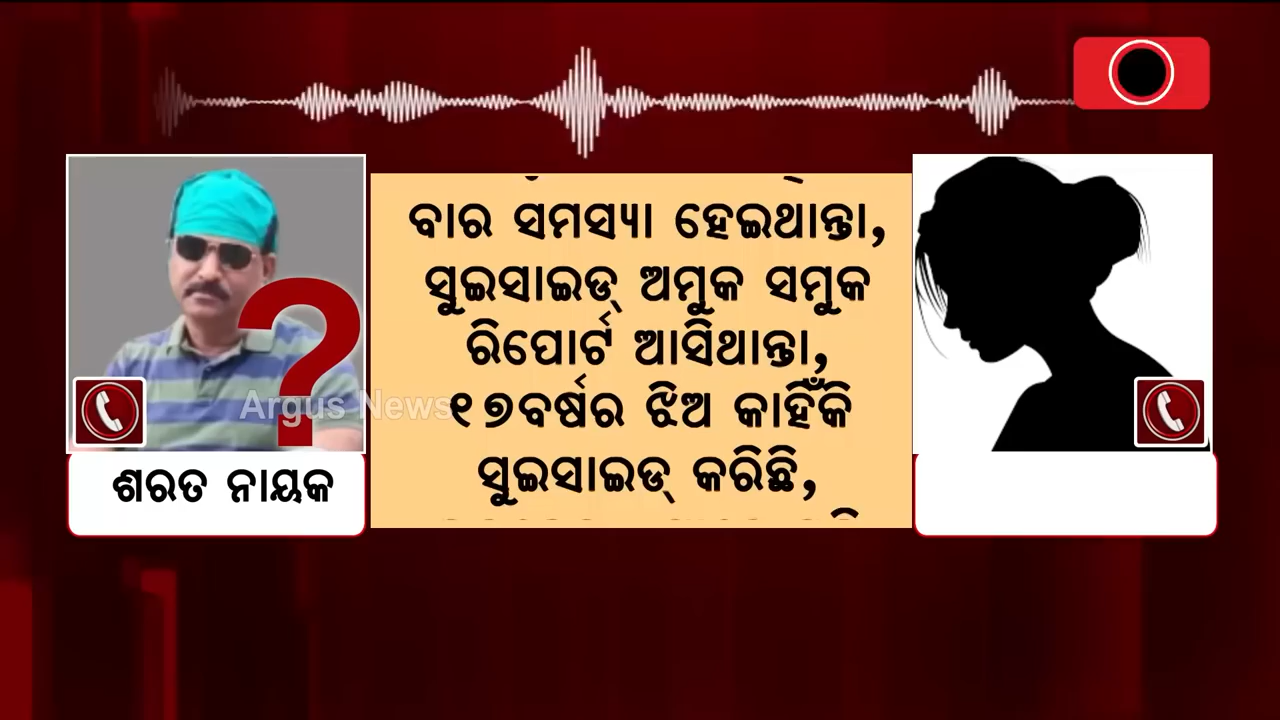 ବାର ସମସ୍ୟା ହେଇଥାନ୍ତା,
ସୁଇସାଇଡ୍ ଅମୁକ ସମୁକ
ରିପୋର୍ଟ ଆସିଥାନ୍ତା,
୧୭ବର୍ଷର ଝିଅ କାହିଁକି
ସୁଇସାଇଡ୍ କରିଛି,
?
Argus News
ଶରତ ନାୟକ